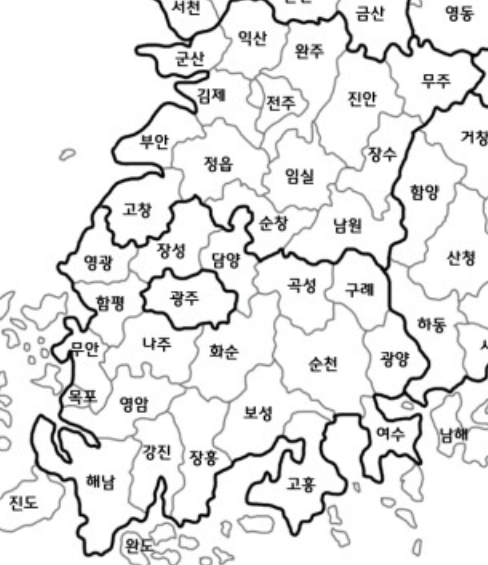 서천
금산
영동
익산
완주
군산
무주
김제
전주
진안
거창
부안
정읍
장수
임실
함양
고창
순창
남원
장성
담양
산청
영광
함평
광주
곡성
구례
하동
무안
나주
화순
순천
광양
목포
영암
보성
여수
남해
강진
장흥
해남
고흥
진도
완도